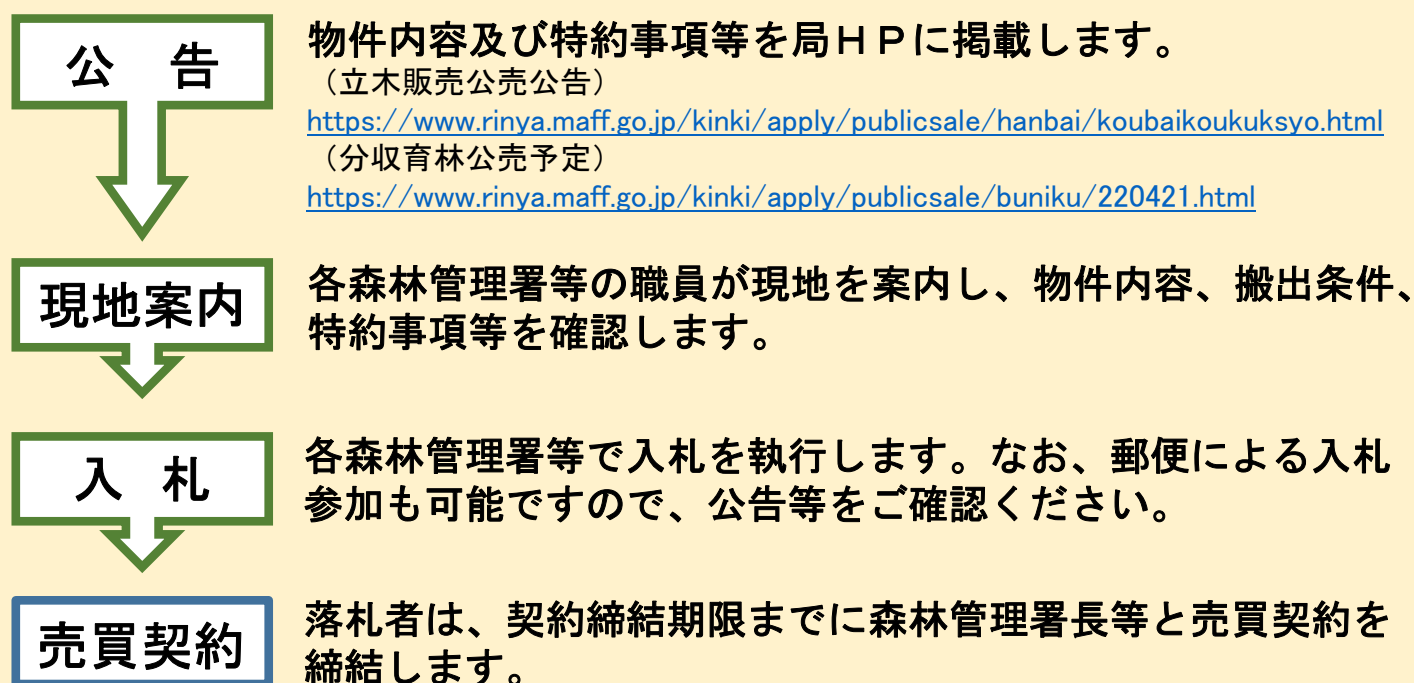 公　告
物件内容及び特約事項等を局ＨＰに掲載します。
（立木販売公売公告）
https://www.rinya.maff.go.jp/kinki/apply/publicsale/hanbai/koubaikoukuksyo.html
（分収育林公売予定）
https://www.rinya.maff.go.jp/kinki/apply/publicsale/buniku/220421.html
現地案内
各森林管理署等の職員が現地を案内し、物件内容、搬出条件、
特約事項等を確認します。
入　札
各森林管理署等で入札を執行します。なお、郵便による入札
参加も可能ですので、公告等をご確認ください。
売買契約
落札者は、契約締結期限までに森林管理署長等と売買契約を
締結します。